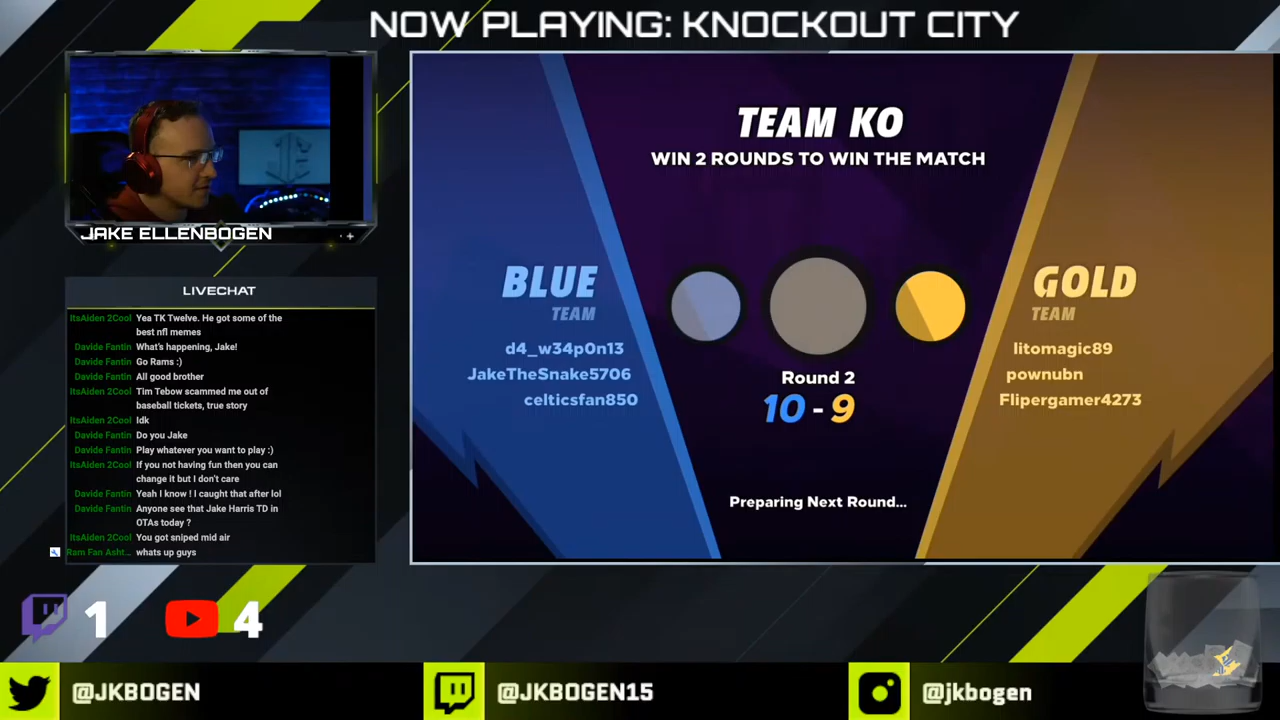 NOW PLAYING: KNOCKOUT CITY
JAKE ELLENBOGEN
LIVECHAT
ItsAiden 2Cool Yea TK Twelve. He got some of the
best nfl memes
Davide Fantin What's happening, Jake!
Davide Fantin Go Rams :)
Davide Fantin All good brother
ItsAiden 2Cool Tim Tebow scammed me out of
baseball tickets, true story
ItsAiden 2Cool Idk
Davide Fantin Do you Jake
Davide Fantin Play whatever you want to play :)
ItsAiden 2Cool If you not having fun then you can
change it but I don't care
Davide Fantin Yeah I know ! I caught that after lol
Davide Fantin Anyone see that Jake Harris TD in
OTAs today ?
ItsAiden 2Cool You got sniped mid air
Ram Fan Asht... whats up guys
TEAM KO
WIN 2 ROUNDS TO WIN THE MATCH
BLUE
TEAM
d4_w34p0n13
JakeTheSnake5706
celticsfan850
Round 2
10 - 9
Preparing Next Round...
GOLD
TEAM
litomagic89
pownubn
Flipergamer4273
1
4
@JKBOGEN
@JKBOGEN15
@jkbogen